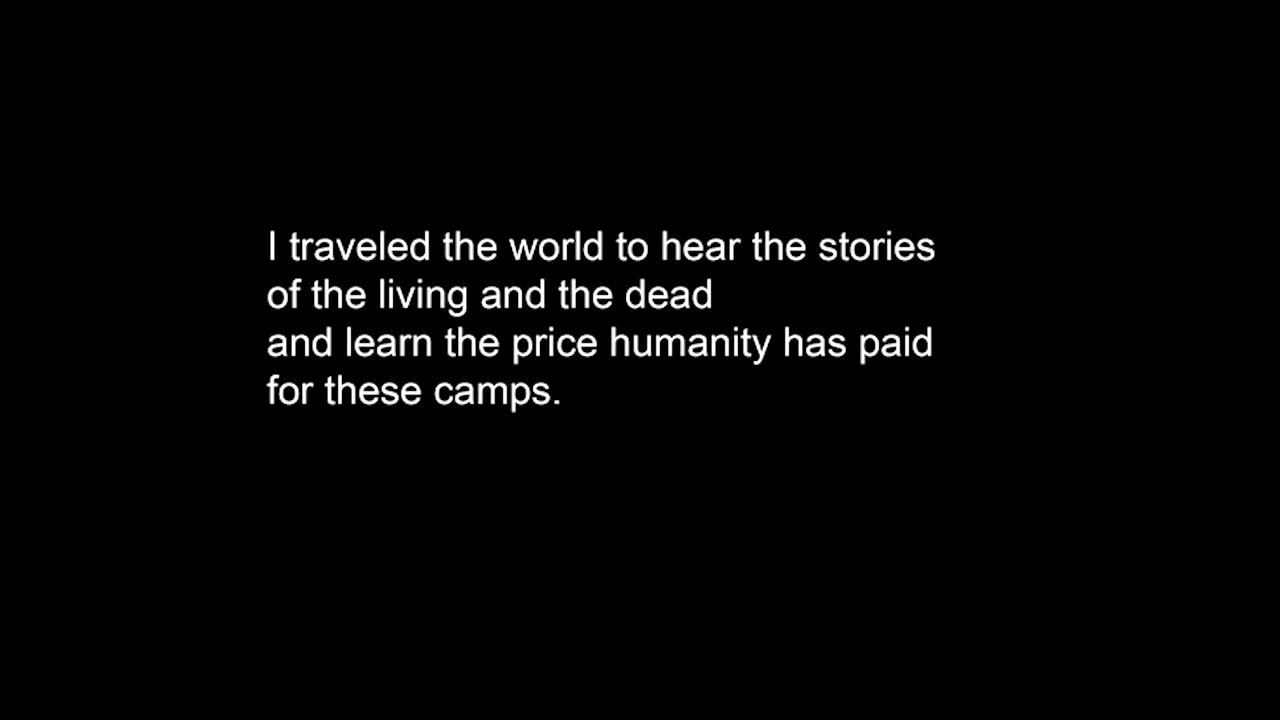 I traveled the world to hear the stories
of the living and the dead
and learn the price humanity has paid
for these camps.